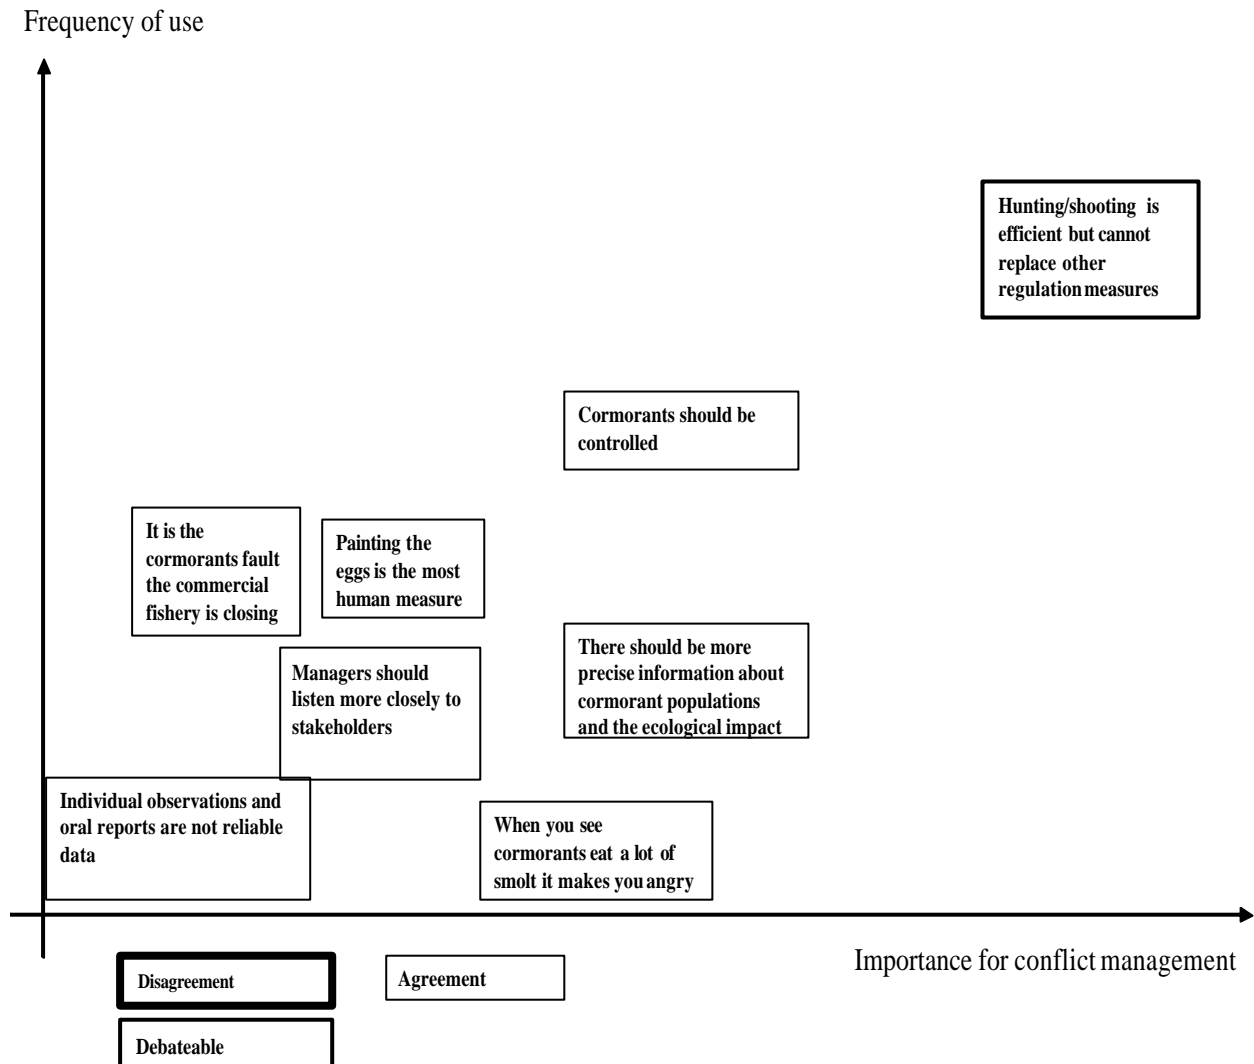 Frequency of use
Hunting/shooting is
efficient but cannot
replace other
regulation measures
Cormorants should be
controlled
It is the
cormorants fault
the commercial
fishery is closing
Painting the
eggs is the most
human measure
There should be more
precise information about
cormorant populations
and the ecological impact
Managers should
listen more closely to
stakeholders
Individual observations and
oral reports are not reliable
data
When you see
cormorants eat a lot of
smolt it makes you angry
Importance for conflict management
Disagreement
Agreement
Debateable